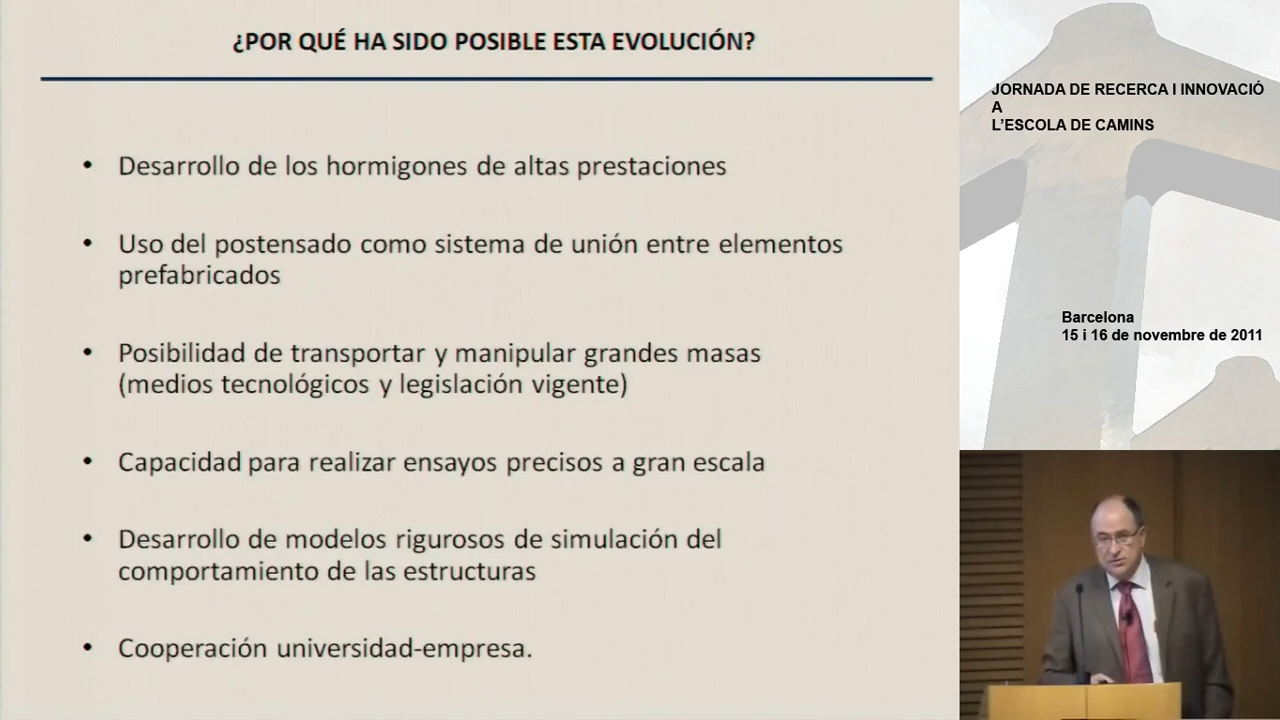 ¿POR QUÉ HA SIDO POSIBLE ESTA EVOLUCIÓN?
• Desarrollo de los hormigones de altas prestaciones
• Uso del postensado como sistema de unión entre elementos
prefabricados
• Posibilidad de transportar y manipular grandes masas
(medios tecnológicos y legislación vigente)
• Capacidad para realizar ensayos precisos a gran escala
• Desarrollo de modelos rigurosos de simulación del
comportamiento de las estructuras
• Cooperación universidad-empresa.
JORNADA DE RECERCA I INNOVACIÓ
A
L'ESCOLA DE CAMINS
Barcelona
15 i 16 de novembre de 2011